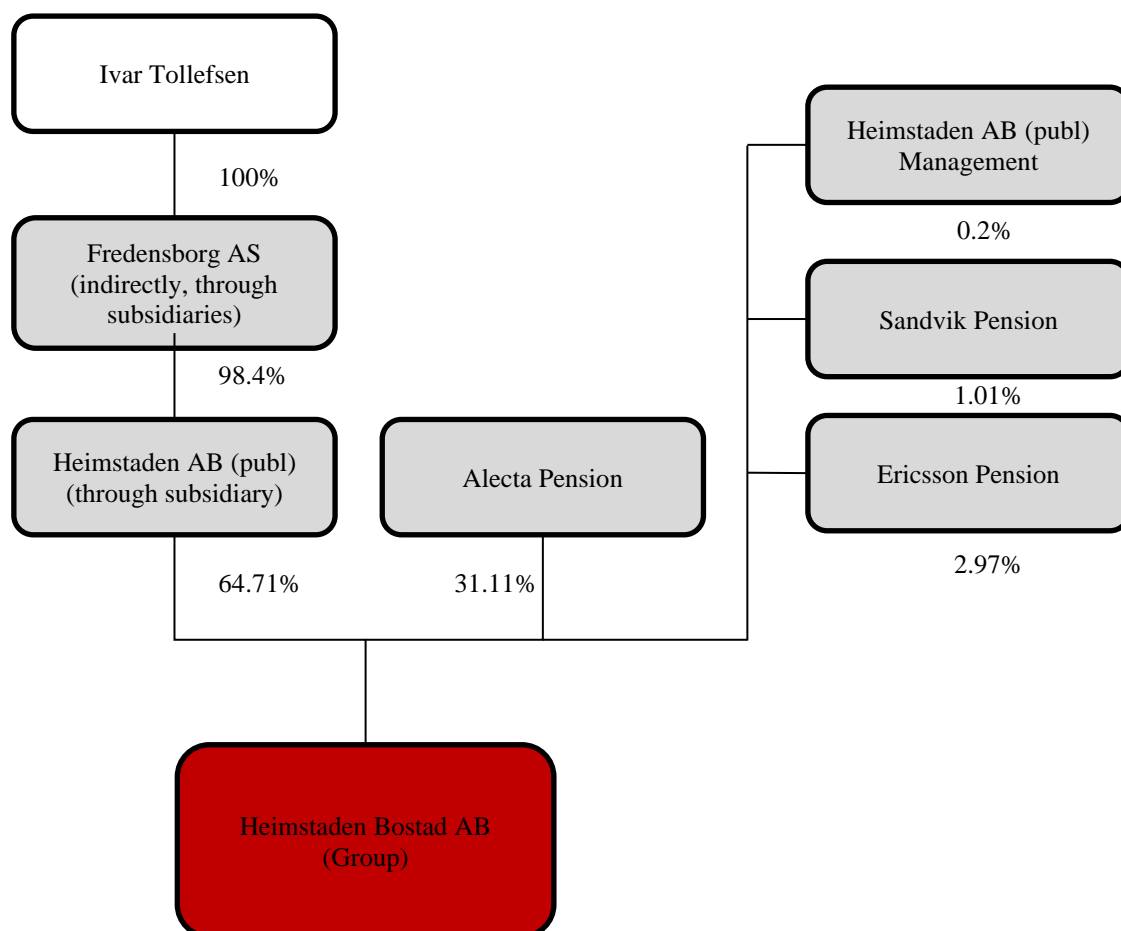 Ivar Tollefsen
100%
Fredensborg AS
(indirectly, through
subsidiaries)
98.4%
Heimstaden AB (publ)
(through subsidiary)
64.71%
Alecta Pension
31.11%
Heimstaden AB (publ)
Management
0.2%
Sandvik Pension
1.01%
Ericsson Pension
2.97%
Heimstaden Bostad AB
(Group)